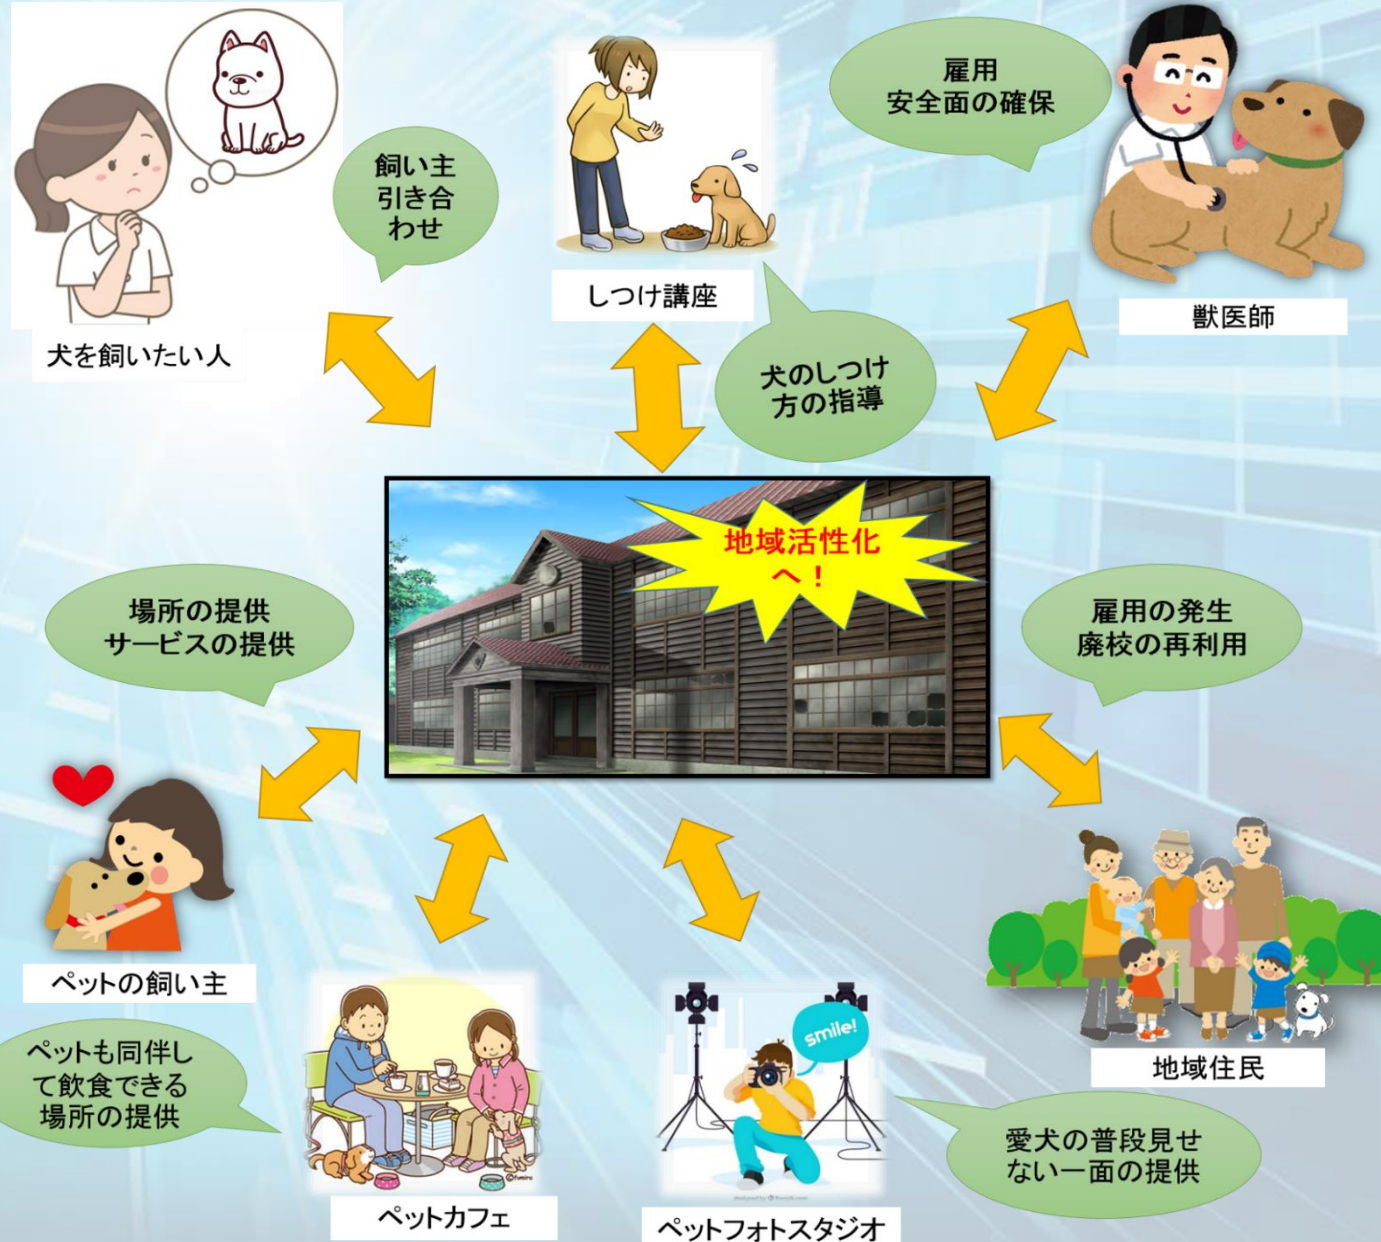 飼い主
引き合
わせ
雇用
安全面の確保
しつけ講座
獣医師
犬を飼いたい人
犬のしつけ
方の指導
地域活性化
へ！
場所の提供
サービスの提供
雇用の発生
廃校の再利用
ペットの飼い主
ペットも同伴し
て飲食できる
場所の提供
smile!
地域住民
愛犬の普段見せ
ない一面の提供
©fumira
designed by freepik.com
ペットカフェ
ペットフォトスタジオ